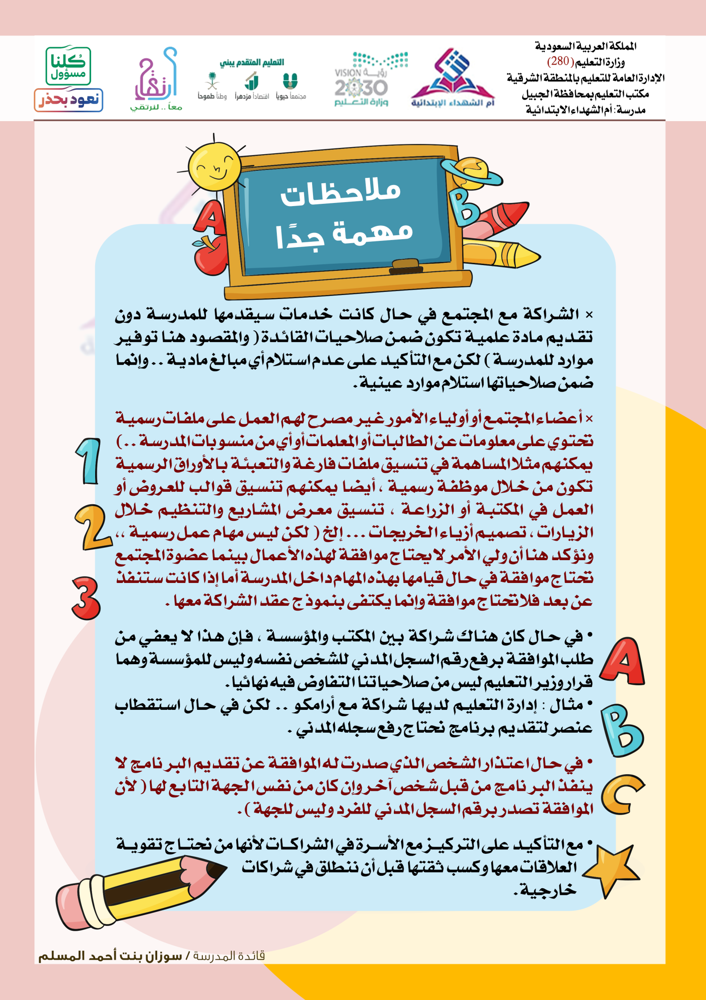 المملكة العربية السعودية
وزارة التعليم (280)
الإدارة العامة للتعليم بالمنطقة الشرقية
مكتب التعليم بمحافظة الجبيل
مدرسة : أم الشهداء الابتدائية
أم الشهداء الإبتدائية
VISION رؤية
2030
وزارة التعليم
التعليم المتقدم يبني
مجتمعاً حيوياً
اقتصاداً مزدهراً
وطناً طموحاً
ارتقاء
معاً .. لنرتقي
كُلنا
مسؤول
نعود بحذر
ملاحظات
مهمة جدًا
A
B
× الشراكة مع المجتمع في حال كانت خدمات سيقدمها للمدرسة دون
تقديم مادة علمية تكون ضمن صلاحيات القائدة ( والمقصود هنا توفير
موارد للمدرسة ) لكن مع التأكيد على عدم استلام أي مبالغ مادية .. وإنما
ضمن صلاحياتها استلام موارد عينية .
× أعضاء المجتمع أو أولياء الأمور غير مصرح لهم العمل على ملفات رسمية
تحتوي على معلومات عن الطالبات أو المعلمات أو أي من منسوبات المدرسة .. )
يمكنهم مثلا المساهمة في تنسيق ملفات فارغة والتعبئة بالأوراق الرسمية
تكون من خلال موظفة رسمية ، أيضا يمكنهم تنسيق قوالب للعروض أو
العمل في المكتبة أو الزراعة ، تنسيق معرض المشاريع والتنظيم خلال
الزيارات ، تصميم أزياء الخريجات ... إلخ ( لكن ليس مهام عمل رسمية ،،
ونؤكد هنا أن ولي الأمر لا يحتاج موافقة لهذه الأعمال بينما عضوة المجتمع
تحتاج موافقة في حال قيامها بهذه المهام داخل المدرسة أما إذا كانت ستنفذ
عن بعد فلا تحتاج موافقة وإنما يكتفى بنموذج عقد الشراكة معها .
1
2
3
• في حال كان هناك شراكة بين المكتب والمؤسسة ، فإن هذا لا يعفي من
طلب الموافقة برفع رقم السجل المدني للشخص نفسه وليس للمؤسسة وهما
قرار وزير التعليم ليس من صلاحياتنا التفاوض فيه نهائيا .
• مثال : إدارة التعليم لديها شراكة مع أرامكو .. لكن في حال استقطاب
عنصر لتقديم برنامج نحتاج رفع سجله المدني .
• في حال اعتذار الشخص الذي صدرت له الموافقة عن تقديم البرنامج لا
ينفذ البرنامج من قبل شخص آخر وإن كان من نفس الجهة التابع لها ( لأن
الموافقة تصدر برقم السجل المدني للفرد وليس للجهة ) .
A
B
C
• مع التأكيد على التركيز مع الأسرة في الشراكات لأنها من نحتاج تقوية
العلاقات معها وكسب ثقتها قبل أن ننطلق في شراكات
خارجية .
قائدة المدرسة / سوزان بنت أحمد المسلم